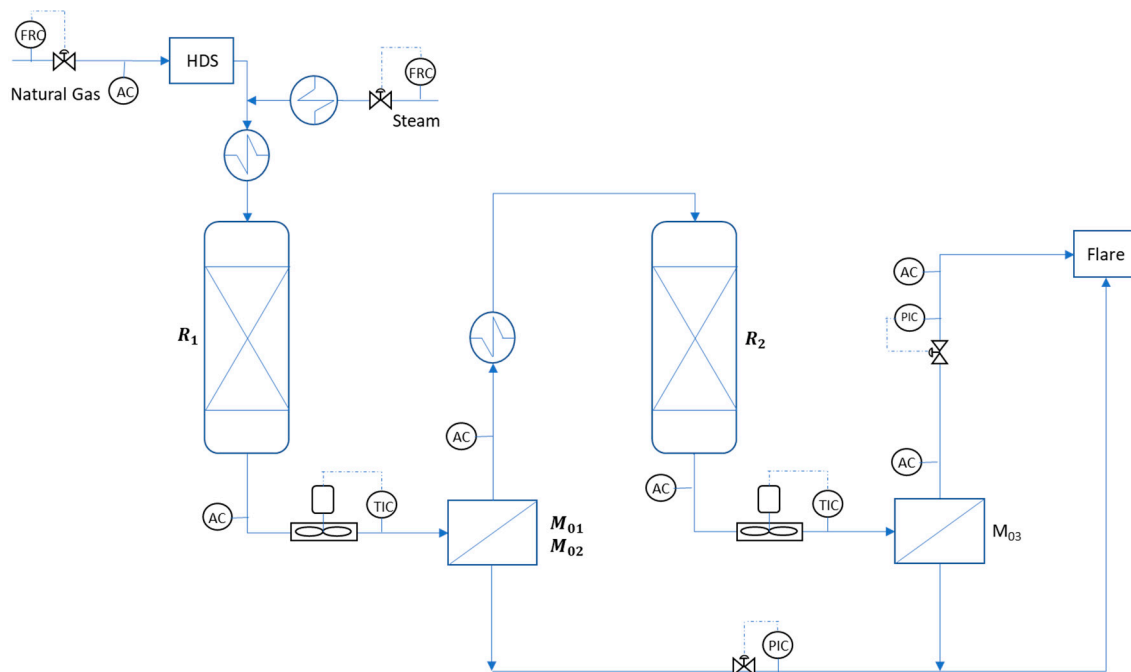 FRC
HDS
Natural Gas
AC
FRC
Steam
R₁
R₂
AC
Flare
PIC
AC
AC
AC
TIC
M₀₁
M₀₂
AC
TIC
M₀₃
PIC